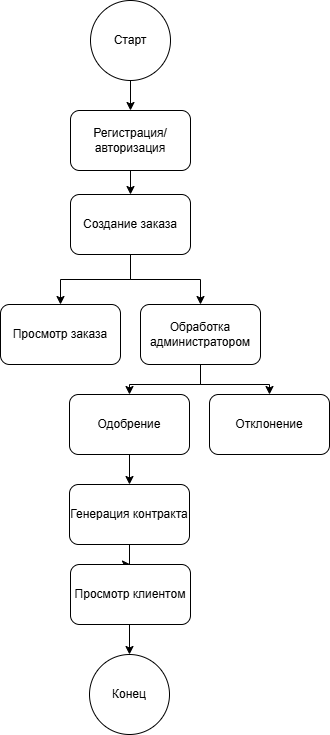 Старт
Регистрация/
авторизация
Создание заказа
Просмотр заказа
Обработка
администратором
Одобрение
Отклонение
Генерация контракта
Просмотр клиентом
Конец